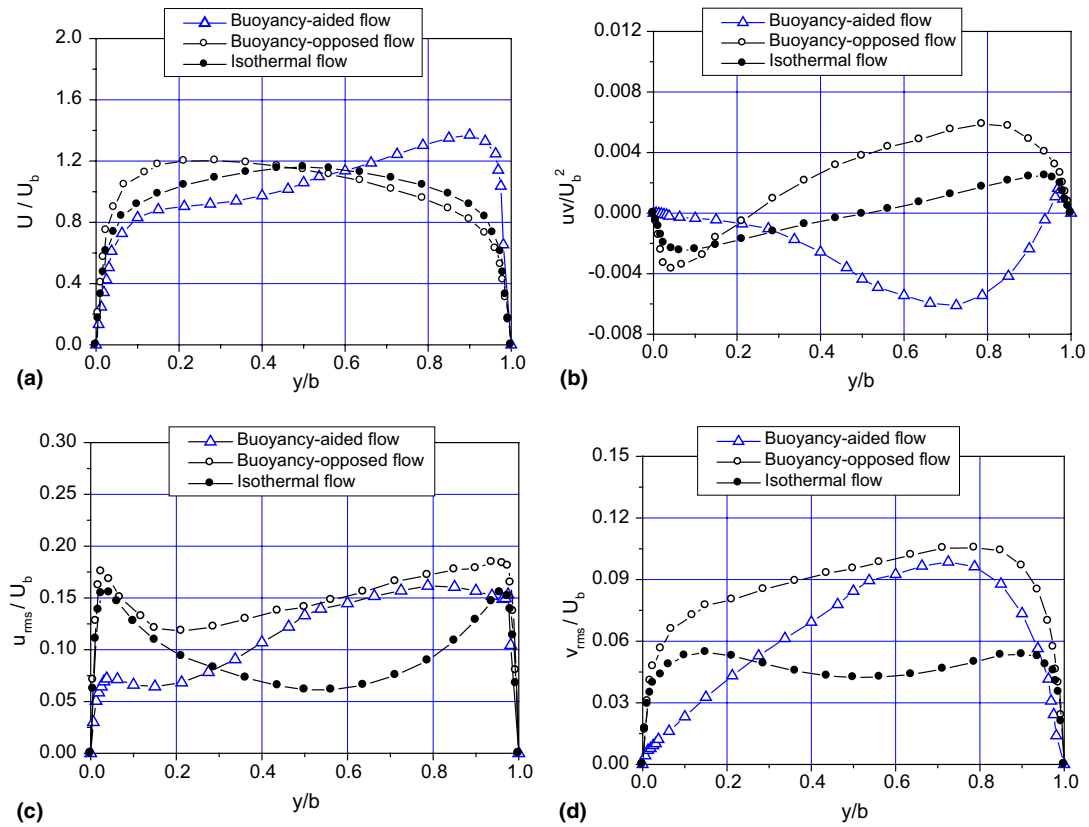 (a)
Buoyancy-aided flow
Buoyancy-opposed flow
Isothermal flow
2.0
1.6
1.2
0.8
0.4
0.0
U / U_b
0.0 0.2 0.4 0.6 0.8 1.0
y/b
0.012
Buoyancy-aided flow
Buoyancy-opposed flow
Isothermal flow
0.008
0.004
0.000
-0.004
-0.008
uv/U_b^2
0.0 0.2 0.4 0.6 0.8 1.0
(b)
y/b
0.30
Buoyancy-aided flow
Buoyancy-opposed flow
Isothermal flow
0.25
0.20
0.15
0.10
0.05
0.00
u_rms / U_b
0.0 0.2 0.4 0.6 0.8 1.0
(c)
y/b
0.15
Buoyancy-aided flow
Buoyancy-opposed flow
Isothermal flow
0.12
0.09
0.06
0.03
0.00
v_rms / U_b
0.0 0.2 0.4 0.6 0.8 1.0
(d)
y/b